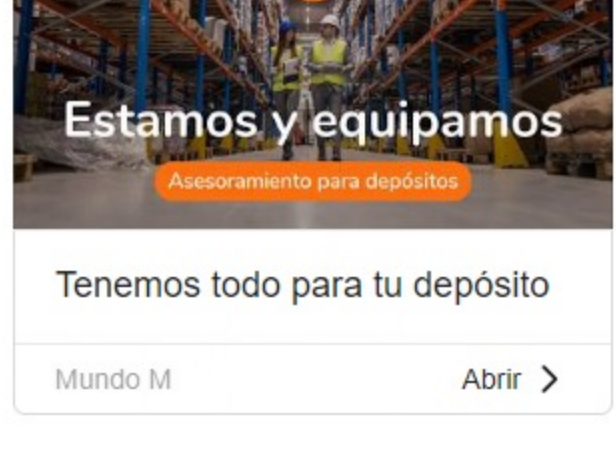 Estamos y equipamos
Asesoramiento para depósitos
Tenemos todo para tu depósito
Mundo M
Abrir